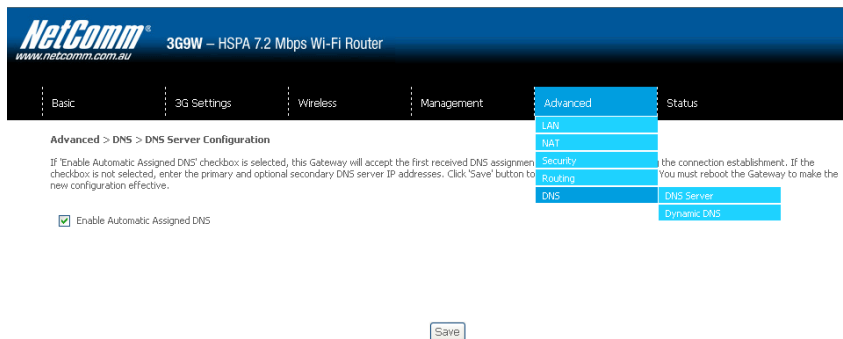 NetComm®
www.netcomm.com.au
3G9W – HSPA 7.2 Mbps Wi-Fi Router
Basic
3G Settings
Wireless
Management
Advanced
Status
LAN
NAT
Security
Routing
DNS
DNS Server
Dynamic DNS
Advanced > DNS > DNS Server Configuration
If 'Enable Automatic Assigned DNS' checkbox is selected, this Gateway will accept the first received DNS assignmen the connection establishment. If the
checkbox is not selected, enter the primary and optional secondary DNS server IP addresses. Click 'Save' button to You must reboot the Gateway to make the
new configuration effective.
Enable Automatic Assigned DNS
Save